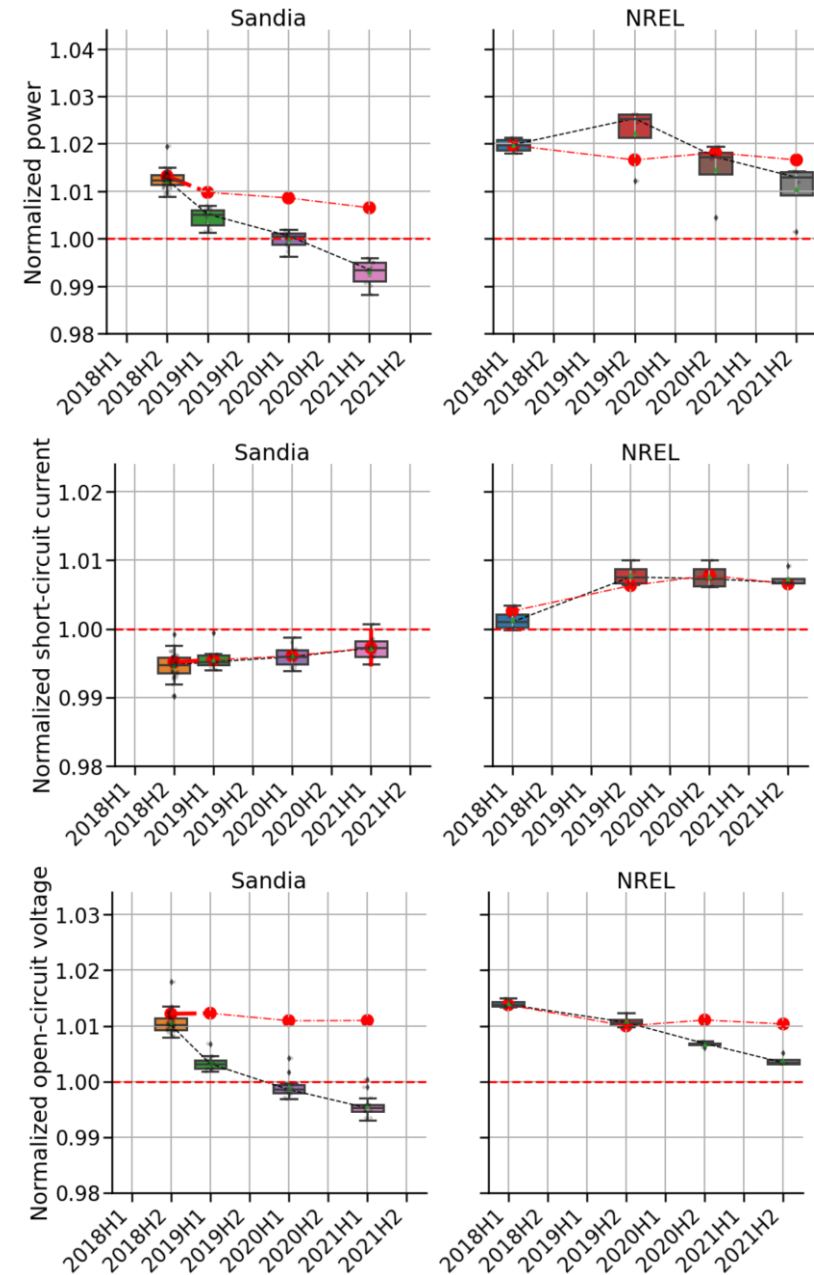 Sandia
NREL
Normalized power
1.04
1.03
1.02
1.01
1.00
0.99
0.98
2018H1
2018H2
2019H1
2019H2
2020H1
2020H2
2021H1
2021H2
2018H1
2018H2
2019H1
2019H2
2020H1
2020H2
2021H1
2021H2
Sandia
NREL
Normalized short-circuit current
1.02
1.01
1.00
0.99
0.98
2018H1
2018H2
2019H1
2019H2
2020H1
2020H2
2021H1
2021H2
2018H1
2018H2
2019H1
2019H2
2020H1
2020H2
2021H1
2021H2
Sandia
NREL
Normalized open-circuit voltage
1.03
1.02
1.01
1.00
0.99
0.98
2018H1
2018H2
2019H1
2019H2
2020H1
2020H2
2021H1
2021H2
2018H1
2018H2
2019H1
2019H2
2020H1
2020H2
2021H1
2021H2